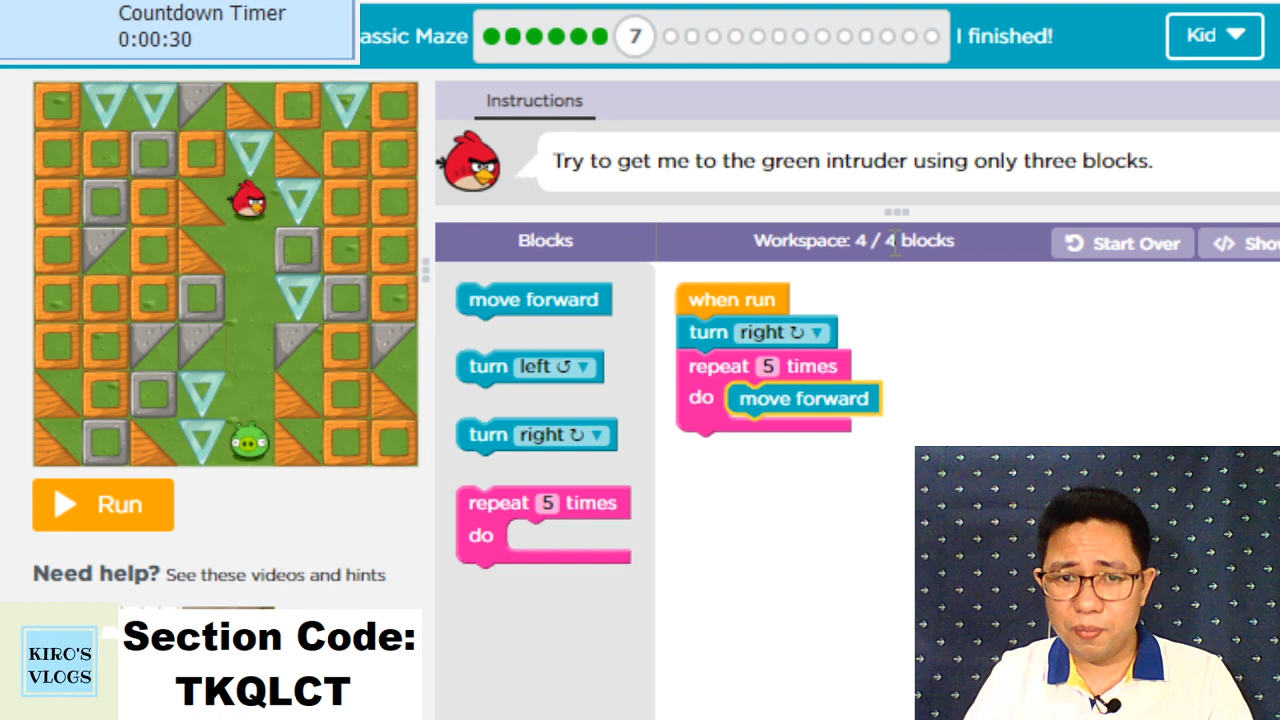 Countdown Timer
0:00:30
assic Maze
7
I finished!
Kid
Instructions
Try to get me to the green intruder using only three blocks.
Blocks
Workspace: 4 / 4 blocks
Start Over
</> Sho
move forward
turn left
turn right
repeat 5 times
do
when run
turn right
repeat 5 times
do move forward
Run
Need help? See these videos and hints
KIRO'S
VLOGS
Section Code:
TKQLCT